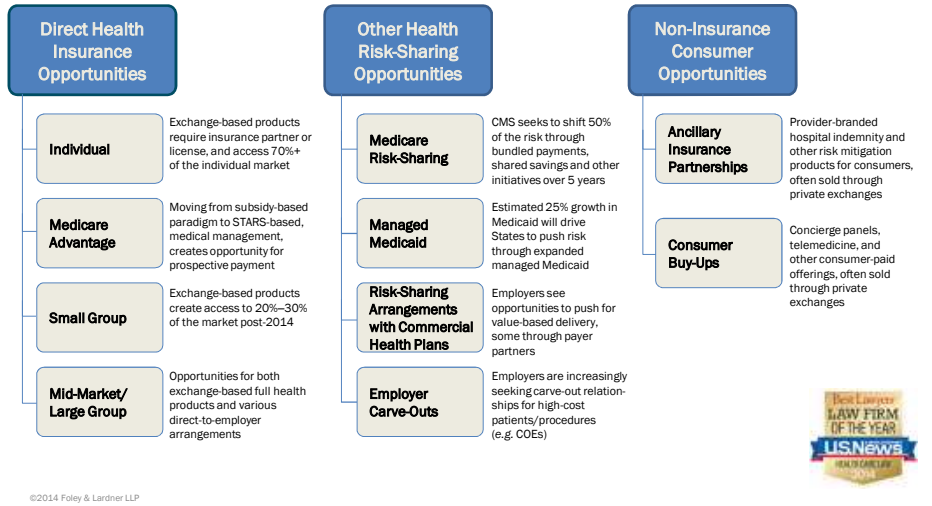 Direct Health
Insurance
Opportunities
Individual
Exchange-based products
require insurance partner or
license, and access 70%+
of the individual market
Medicare
Advantage
Moving from subsidy-based
paradigm to STARS-based,
medical management,
creates opportunity for
prospective payment
Small Group
Exchange-based products
create access to 20%–30%
of the market post-2014
Mid-Market/
Large Group
Opportunities for both
exchange-based full health
products and various
direct-to-employer
arrangements
Other Health
Risk-Sharing
Opportunities
Medicare
Risk-Sharing
CMS seeks to shift 50%
of the risk through
bundled payments,
shared savings and other
initiatives over 5 years
Managed
Medicaid
Estimated 25% growth in
Medicaid will drive
States to push risk
through expanded
managed Medicaid
Risk-Sharing
Arrangements
with Commercial
Health Plans
Employers see
opportunities to push for
value-based delivery,
some through payer
partners
Employer
Carve-Outs
Employers are increasingly
seeking carve-out relation-
ships for high-cost
patients/procedures
(e.g. COEs)
Non-Insurance
Consumer
Opportunities
Ancillary
Insurance
Partnerships
Provider-branded
hospital indemnity and
other risk mitigation
products for consumers,
often sold through
private exchanges
Consumer
Buy-Ups
Concierge panels,
telemedicine, and
other consumer-paid
offerings, often sold
through private
exchanges
Best Lawyers
LAW FIRM
OF THE YEAR
U.S.News
HEALTH CARE LAW
2014
©2014 Foley & Lardner LLP